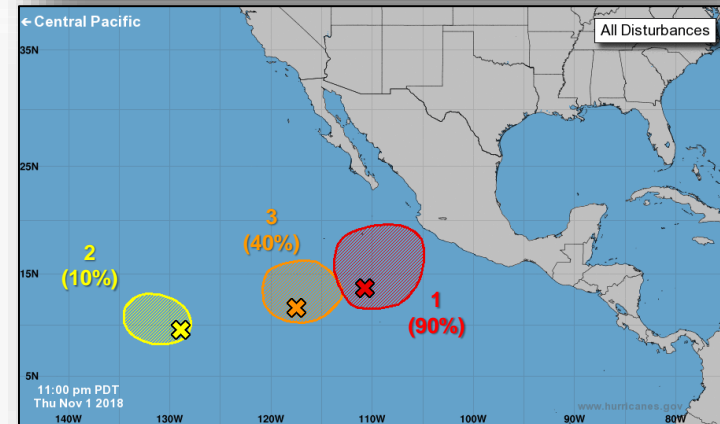 ← Central Pacific
All Disturbances
35N
25N
15N
5N
2
(10%)
3
(40%)
1
(90%)
11:00 pm PDT
Thu Nov 1 2018
www.hurricanes.gov
140W 130W 120W 110W 100W 90W 80W